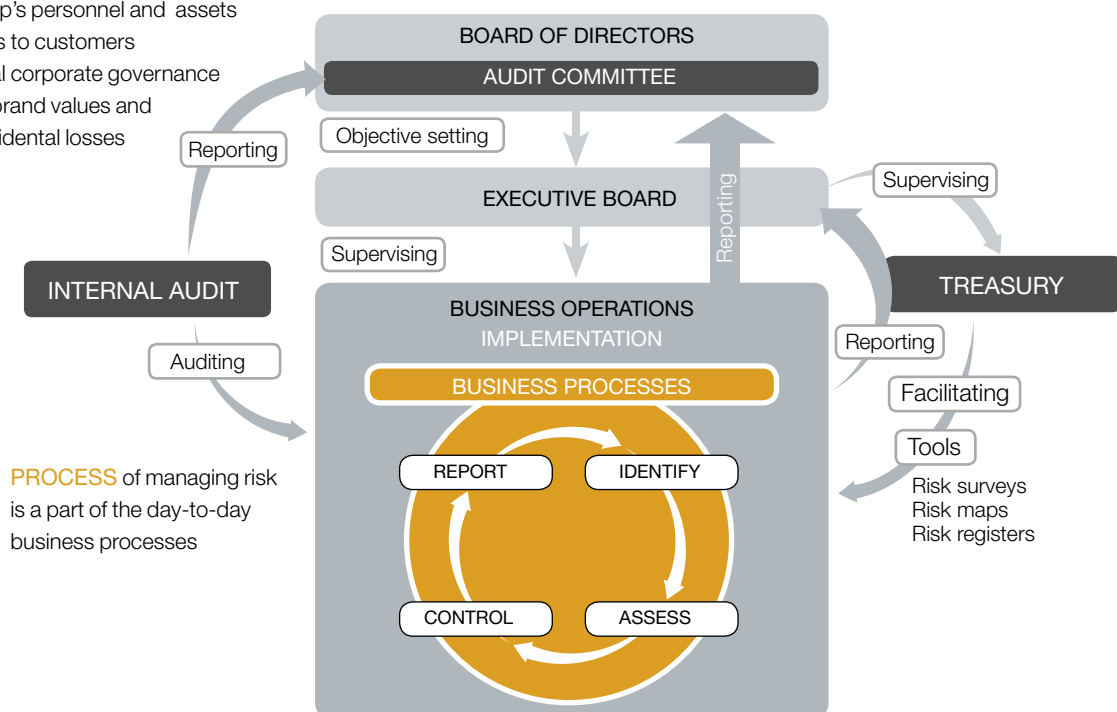 personnel and assets
to customers
corporate governance
brand values and
losses
BOARD OF DIRECTORS
AUDIT COMMITTEE
Objective setting
Reporting
EXECUTIVE BOARD
Supervising
Supervising
Reporting
INTERNAL AUDIT
TREASURY
BUSINESS OPERATIONS
IMPLEMENTATION
Auditing
Reporting
BUSINESS PROCESSES
Facilitating
Tools
Risk surveys
Risk maps
Risk registers
REPORT
IDENTIFY
CONTROL
ASSESS
PROCESS of managing risk
is a part of the day-to-day
business processes